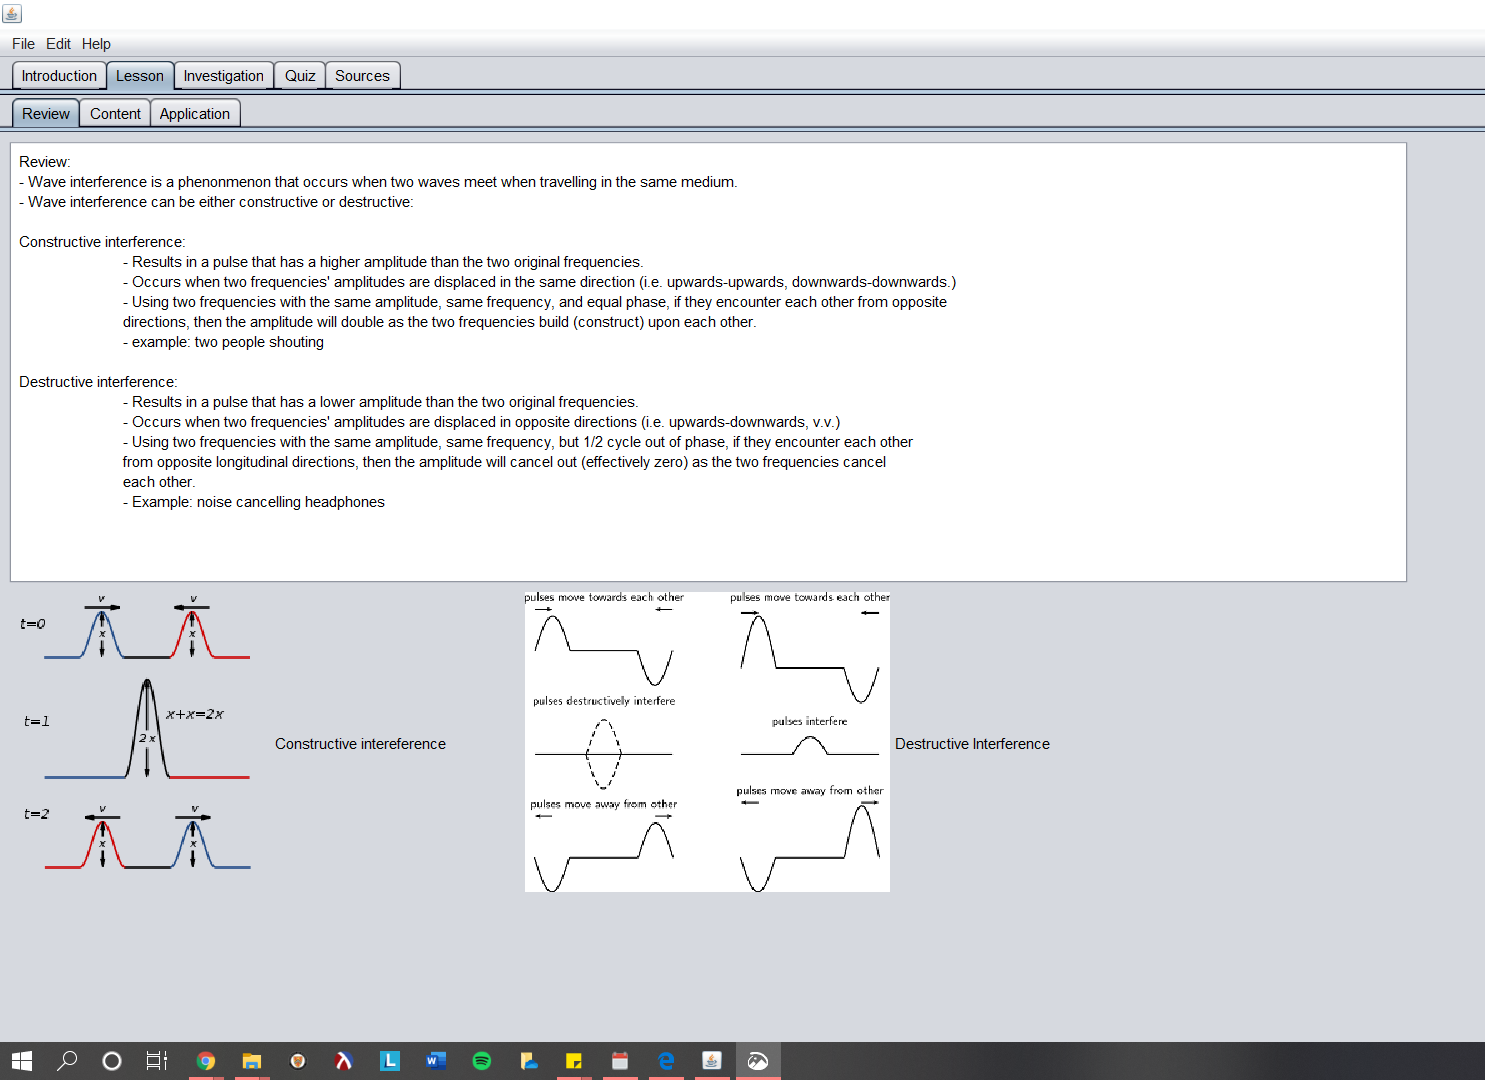 File Edit Help
Introduction Lesson Investigation Quiz Sources
Review Content Application
Review:
- Wave interference is a phenonmenon that occurs when two waves meet when travelling in the same medium.
- Wave interference can be either constructive or destructive:
Constructive interference:
- Results in a pulse that has a higher amplitude than the two original frequencies.
- Occurs when two frequencies' amplitudes are displaced in the same direction (i.e. upwards-upwards, downwards-downwards.)
- Using two frequencies with the same amplitude, same frequency, and equal phase, if they encounter each other from opposite
directions, then the amplitude will double as the two frequencies build (construct) upon each other.
- example: two people shouting
Destructive interference:
- Results in a pulse that has a lower amplitude than the two original frequencies.
- Occurs when two frequencies' amplitudes are displaced in opposite directions (i.e. upwards-downwards, v.v.)
- Using two frequencies with the same amplitude, same frequency, but 1/2 cycle out of phase, if they encounter each other
from opposite longitudinal directions, then the amplitude will cancel out (effectively zero) as the two frequencies cancel
each other.
- Example: noise cancelling headphones
v v
t=0 x x
t=1 2x x+x=2x
t=2 v v
x x
Constructive intereference
pulses move towards each other
pulses destructively interfere
pulses move away from other
pulses move towards each other
pulses interfere
pulses move away from other
Destructive Interference
L W